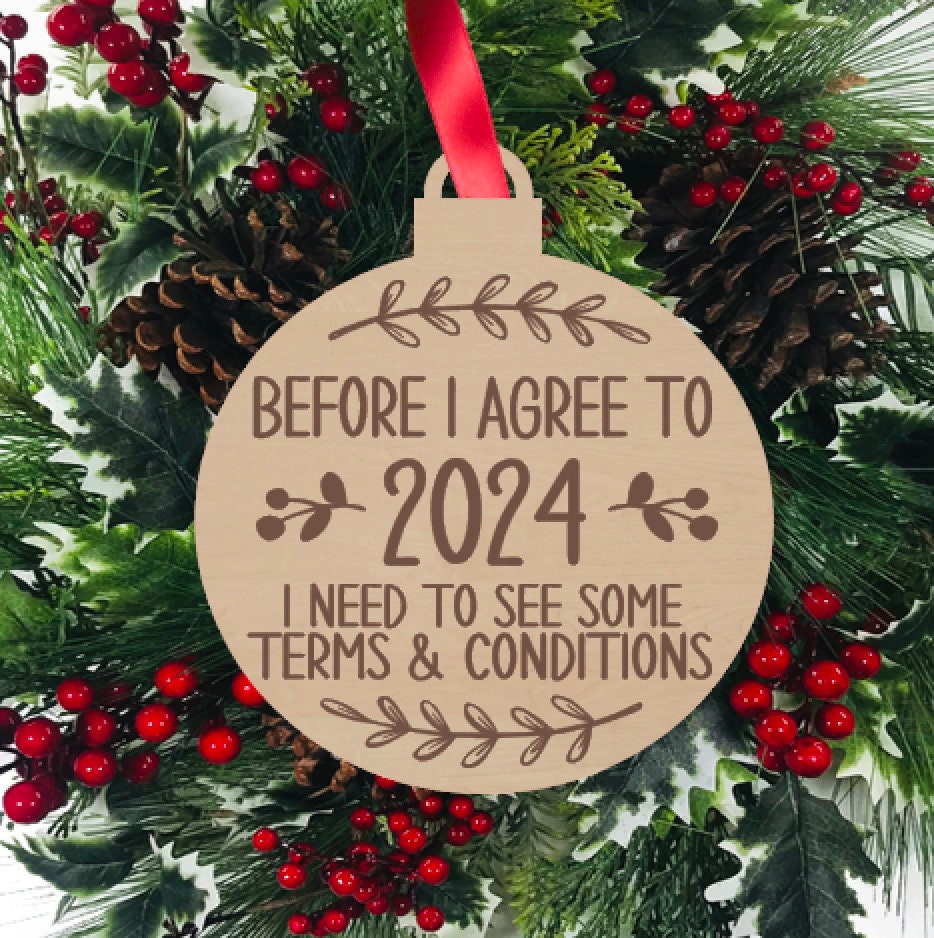 BEFORE I AGREE TO
2024
I NEED TO SEE SOME
TERMS & CONDITIONS